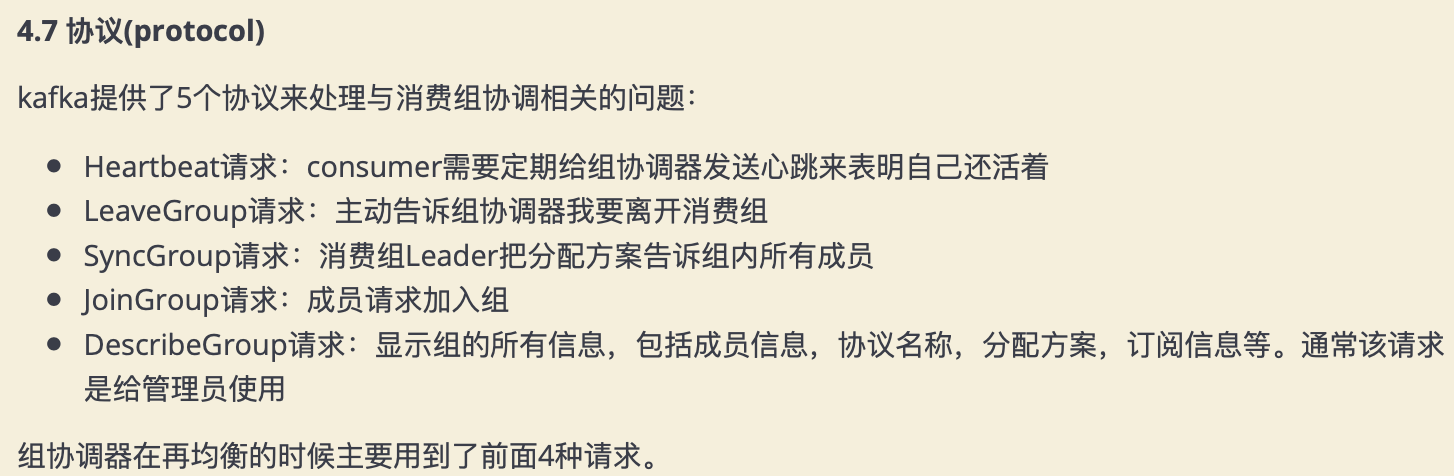 4.7 协议(protocol)
kafka提供了5个协议来处理与消费组协调相关的问题：
● Heartbeat请求：consumer需要定期给组协调器发送心跳来表明自己还活着
● LeaveGroup请求：主动告诉组协调器我要离开消费组
● SyncGroup请求：消费组Leader把分配方案告诉组内所有成员
● JoinGroup请求：成员请求加入组
● DescribeGroup请求：显示组的所有信息，包括成员信息，协议名称，分配方案，订阅信息等。通常该请求
是给管理员使用
组协调器在再均衡的时候主要用到了前面4种请求。